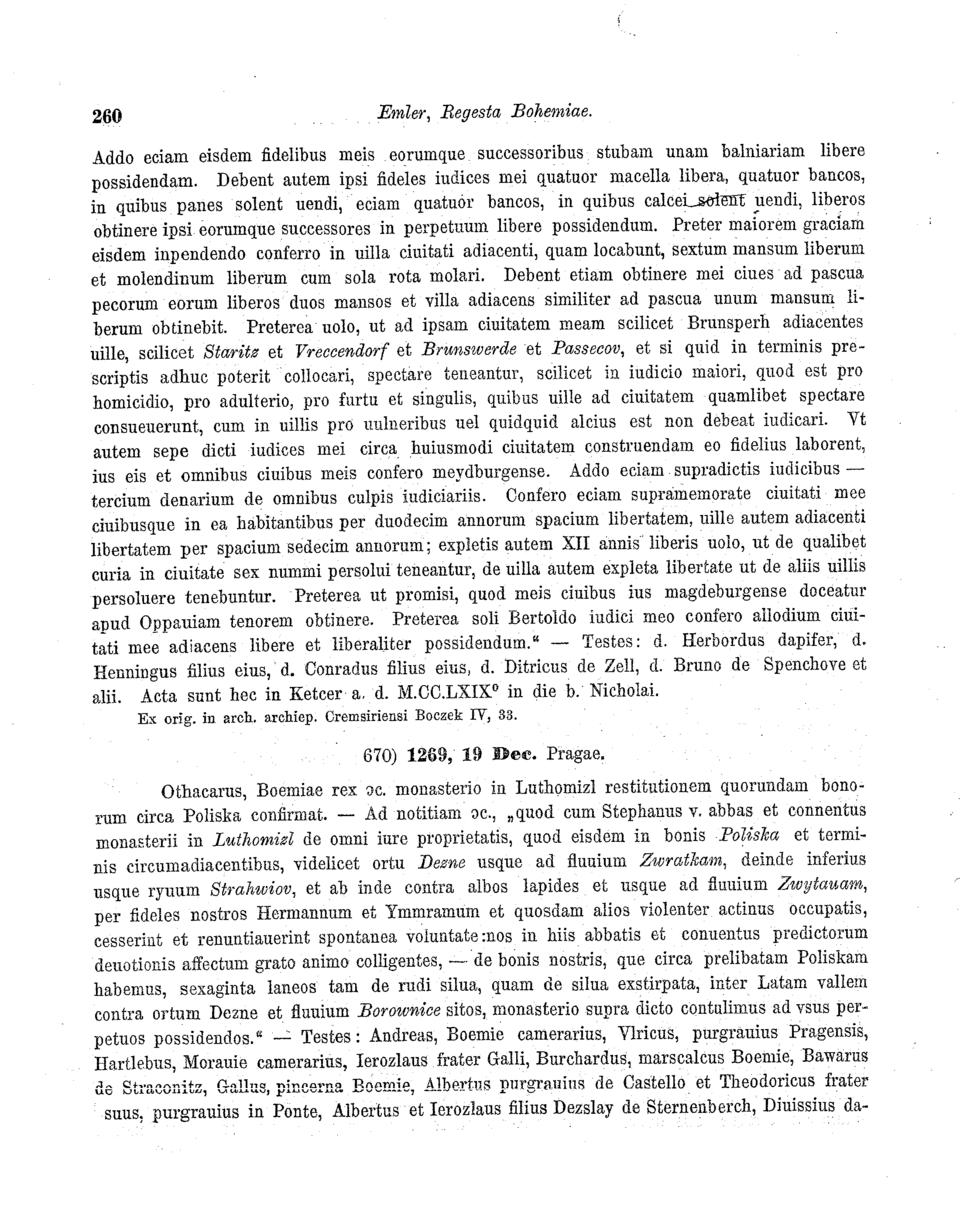 260
Emler, Regesta Bohemiae.
Addo eciam eisdem fidelibus meis eorumque successoribus stubam unam balniariam libere
possidendam. Debent autem ipsi fideles iudices mei quatuor macella libera, quatuor bancos,
in quibus panes solent uendi, eciam quatuor bancos, in quibus calcei solent uendi, liberos
obtinere ipsi eorumque successores in perpetuum libere possidendum. Preter maiorem graciam
eisdem inpendendo conferro in uilla ciuitati adiacenti, quam locabunt, sextum mansum liberum
et molendinum liberum cum sola rota molari. Debent etiam obtinere mei ciues ad pascua
pecorum eorum liberos duos mansos et villa adiacens similiter ad pascua unum mansum li-
berum obtinebit. Preterea uolo, ut ad ipsam ciuitatem meam scilicet Brunsperh adiacentes
uille, scilicet Staritz et Vreccendorf et Brunswerde et Passecov, et si quid in terminis pre-
scriptis adhuc poterit collocari, spectare teneantur, scilicet in iudicio maiori, quod est pro
homicidio, pro adulterio, pro furtu et singulis, quibus uille ad ciuitatem quamlibet spectare
consueuerunt, cum in uillis pro uulneribus uel quidquid alcius est non debeat iudicari. Vt
autem sepe dicti iudices mei circa huiusmodi ciuitatem construendam eo fidelius laborent,
ius eis et omnibus ciuibus meis confero meydburgense. Addo eciam supradictis iudicibus —
tercium denarium de omnibus culpis iudiciariis. Confero eciam supramemorate ciuitati mee
ciuibusque in ea habitantibus per duodecim annorum spacium libertatem, uille autem adiacenti
libertatem per spacium sedecim annorum; expletis autem XII annis liberis uolo, ut de qualibet
curia in ciuitate sex nummi persolui teneantur, de uilla autem expleta libertate ut de aliis uillis
persoluere tenebuntur. Preterea ut promisi, quod meis ciuibus ius magdeburgense doceatur
apud Oppauiam tenorem obtinere. Preterea soli Bertoldo iudici meo confero allodium ciui-
tati mee adiacens libere et liberaliter possidendum.“ — Testes: d. Herbordus dapifer, d.
Henningus filius eius, d. Conradus filius eius, d. Ditricus de Zell, d. Bruno de Spenchove et
alii. Acta sunt hec in Ketcer a. d. M.CC.LXIX⁰ in die b. Nicholai.
Ex orig. in arch. archiep. Cremsiriensi Boczek IV, 33.
670) 1269, 19 Dec. Pragae.
Othacarus, Boemiae rex ɔc. monasterio in Luthomizl restitutionem quorundam bono-
rum circa Poliska confirmat. — Ad notitiam ɔc., „quod cum Stephanus v. abbas et connentus
monasterii in Luthomizl de omni iure proprietatis, quod eisdem in bonis Poliska et termi-
nis circumadiacentibus, videlicet ortu Dezne usque ad fluuium Zwratkam, deinde inferius
usque ryuum Strahwiov, et ab inde contra albos lapides et usque ad fluuium Zwytauam,
per fideles nostros Hermannum et Ymmramum et quosdam alios violenter actinus occupatis,
cesserint et renuntiauerint spontanea voluntate:nos in hiis abbatis et conuentus predictorum
deuotionis affectum grato animo colligentes, — de bonis nostris, que circa prelibatam Poliskam
habemus, sexaginta laneos tam de rudi silua, quam de silua exstirpata, inter Latam vallem
contra ortum Dezne et fluuium Borownice sitos, monasterio supra dicto contulimus ad vsus per-
petuos possidendos.“ — Testes: Andreas, Boemie camerarius, Vlricus, purgrauius Pragensis,
Hartlebus, Morauie camerarius, Ierozlaus frater Galli, Burchardus, marscalcus Boemie, Bawarus
de Straconitz, Gallus, pincerna Boemie, Albertus purgrauius de Castello et Theodoricus frater
suus, purgrauius in Ponte, Albertus et Ierozlaus filius Dezslay de Sternenberch, Diuissius da-